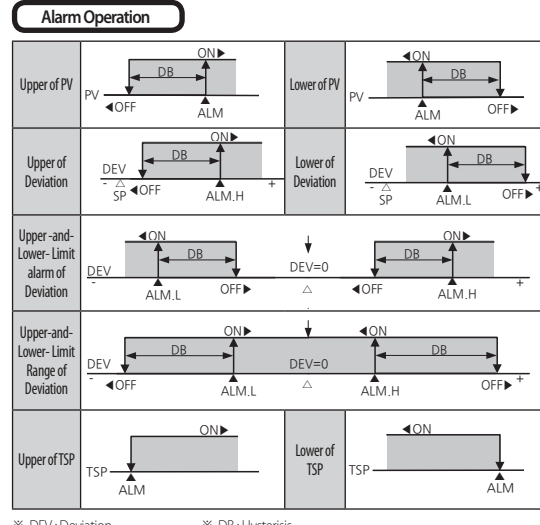 Alarm Operation
Upper of PV
ON▶
DB
PV
◀OFF
ALM
Lower of PV
◀ON
DB
PV
ALM
OFF▶
Upper of
Deviation
ON▶
DB
DEV
-
SP
◀OFF
ALM.H
+
Lower of
Deviation
◀ON
DB
DEV
-
SP
ALM.L
OFF▶
+
Upper -and-
Lower- Limit
alarm of
Deviation
◀ON
DB
DEV
-
ALM.L
OFF▶
DEV=0
◀OFF
◀ON
DB
ALM.H
+
Upper-and-
Lower- Limit
Range of
Deviation
ON▶
DB
DEV
-
◀OFF
ALM.L
DEV=0
◀ON
DB
ALM.H
OFF▶
+
Upper of TSP
ON▶
TSP
ALM
Lower of
TSP
◀ON
TSP
ALM
※ DEV : Deviation ※ DB : Hysterisis